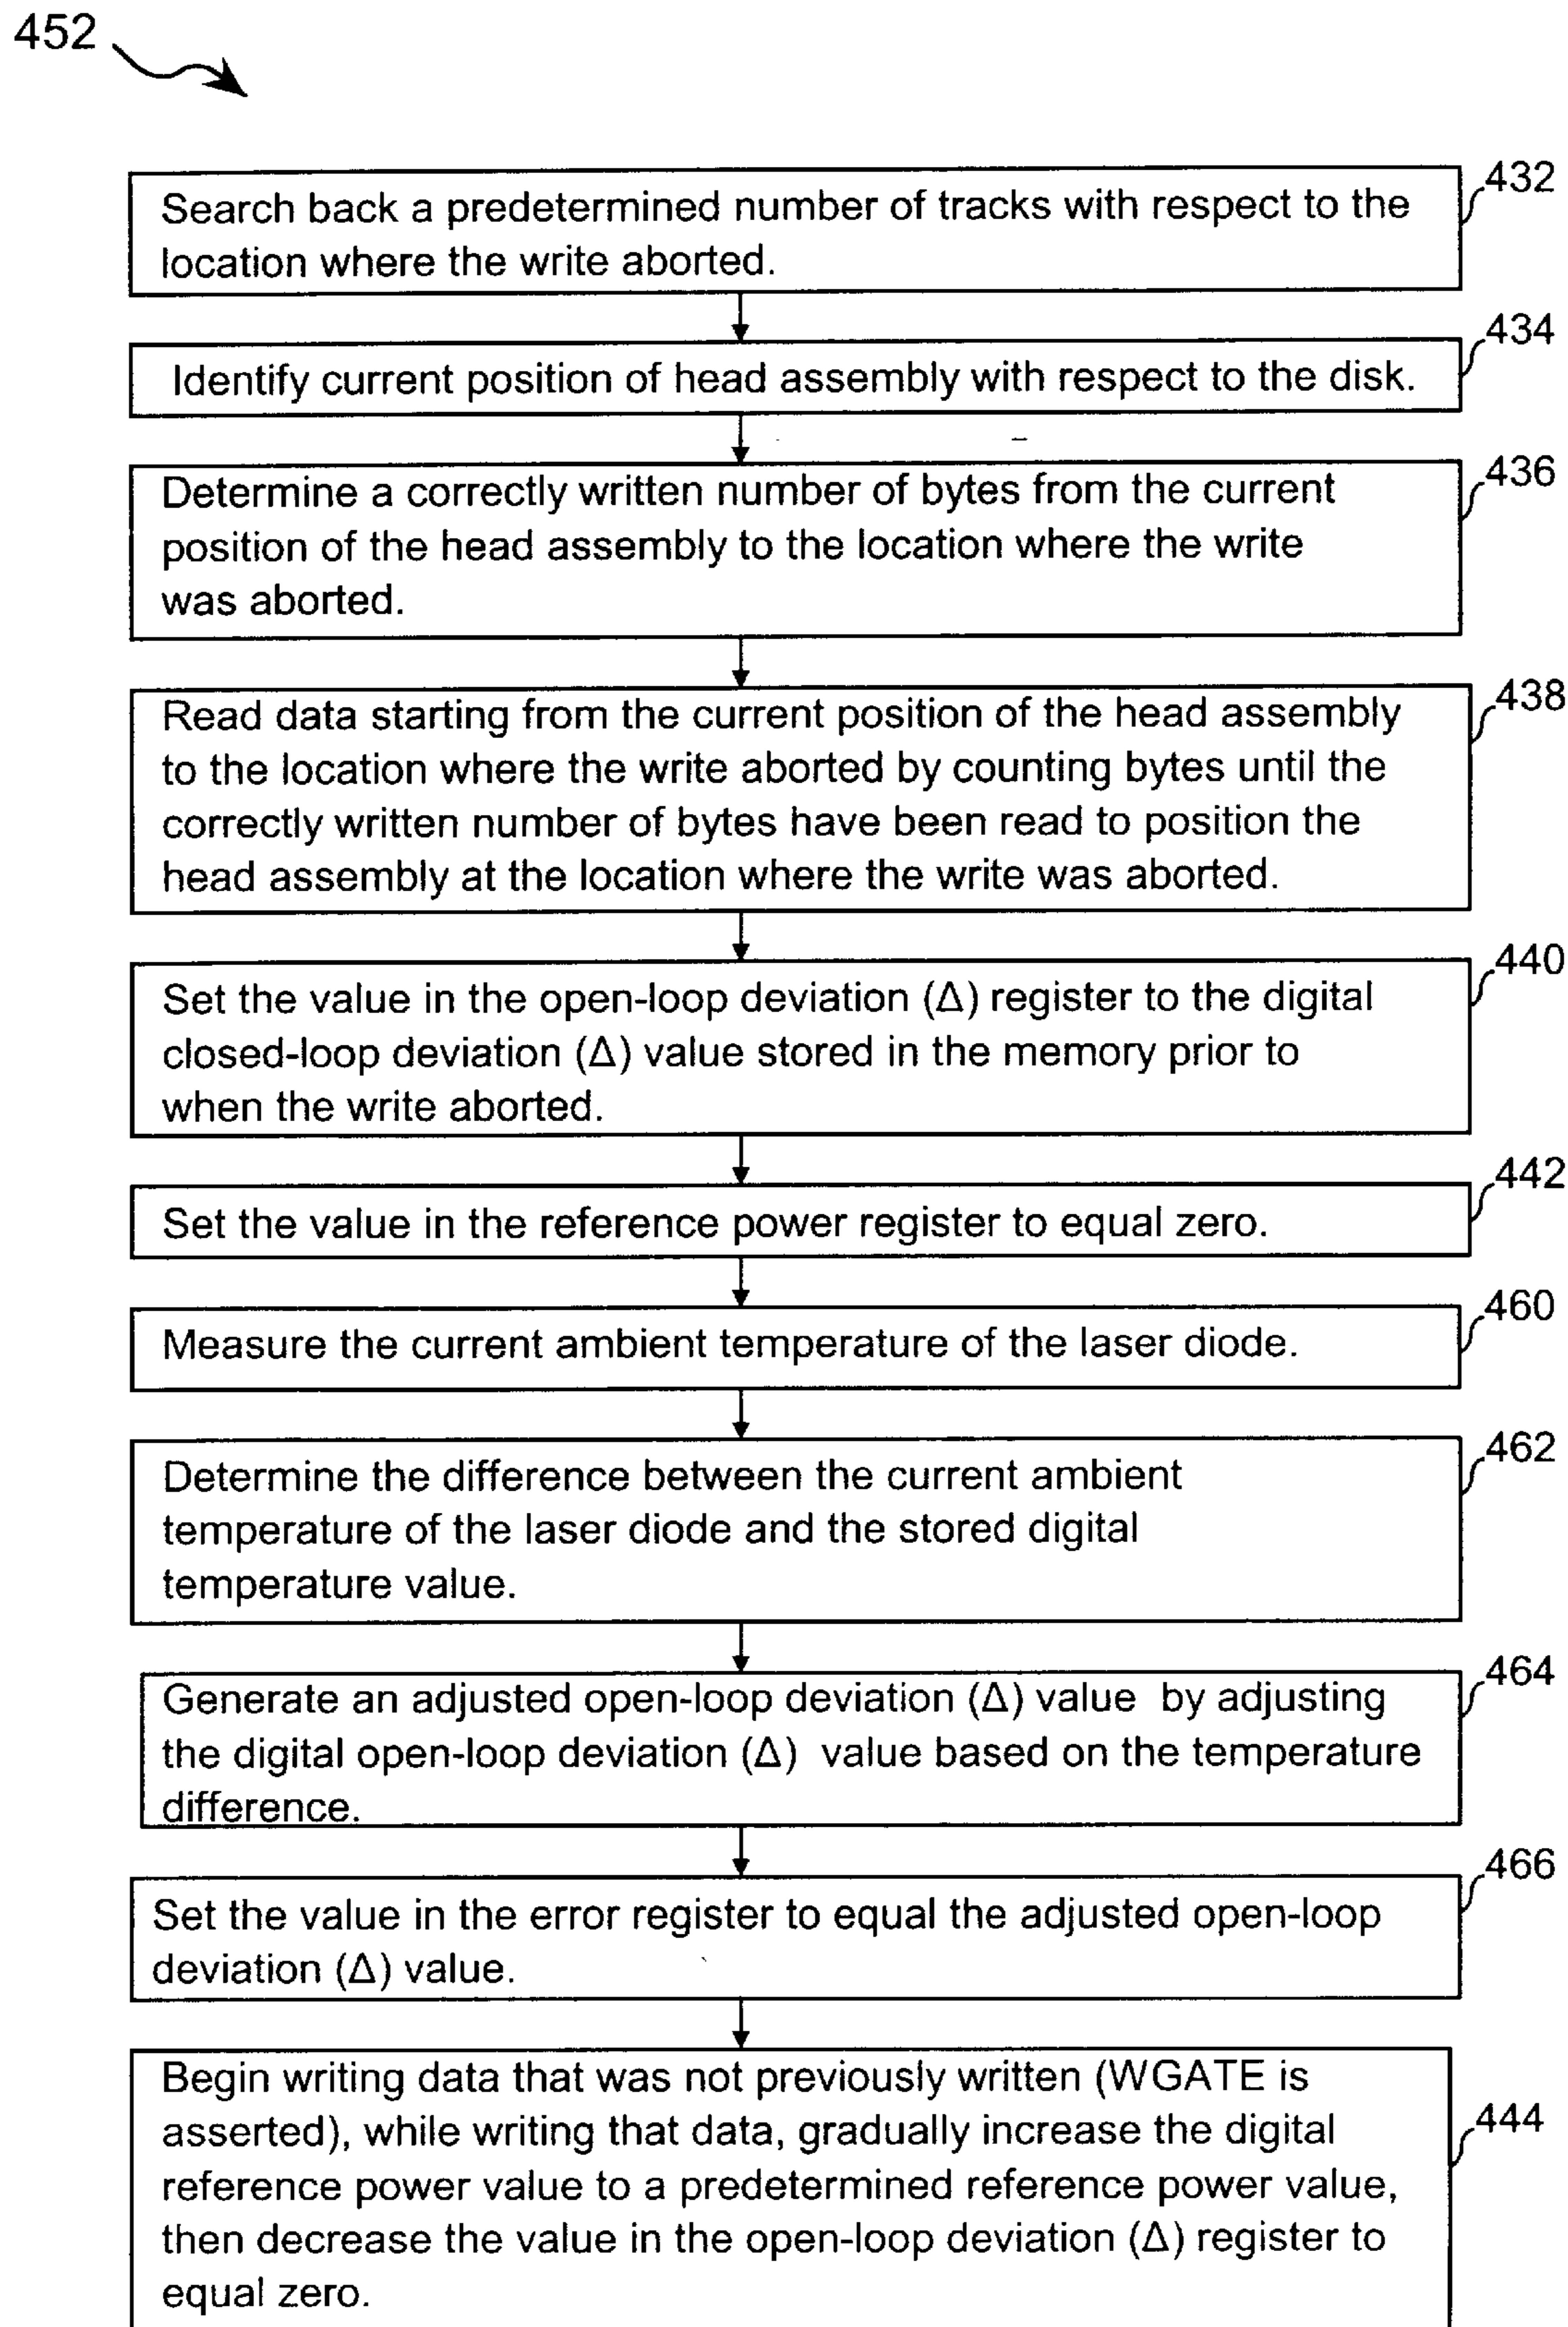 452
432
Search back a predetermined number of tracks with respect to the
location where the write aborted.
434
Identify current position of head assembly with respect to the disk.
436
Determine a correctly written number of bytes from the current
position of the head assembly to the location where the write
was aborted.
438
Read data starting from the current position of the head assembly
to the location where the write aborted by counting bytes until the
correctly written number of bytes have been read to position the
head assembly at the location where the write was aborted.
440
Set the value in the open-loop deviation (Δ) register to the digital
closed-loop deviation (Δ) value stored in the memory prior to
when the write aborted.
442
Set the value in the reference power register to equal zero.
460
Measure the current ambient temperature of the laser diode.
462
Determine the difference between the current ambient
temperature of the laser diode and the stored digital
temperature value.
464
Generate an adjusted open-loop deviation (Δ) value by adjusting
the digital open-loop deviation (Δ) value based on the temperature
difference.
466
Set the value in the error register to equal the adjusted open-loop
deviation (Δ) value.
444
Begin writing data that was not previously written (WGATE is
asserted), while writing that data, gradually increase the digital
reference power value to a predetermined reference power value,
then decrease the value in the open-loop deviation (Δ) register to
equal zero.